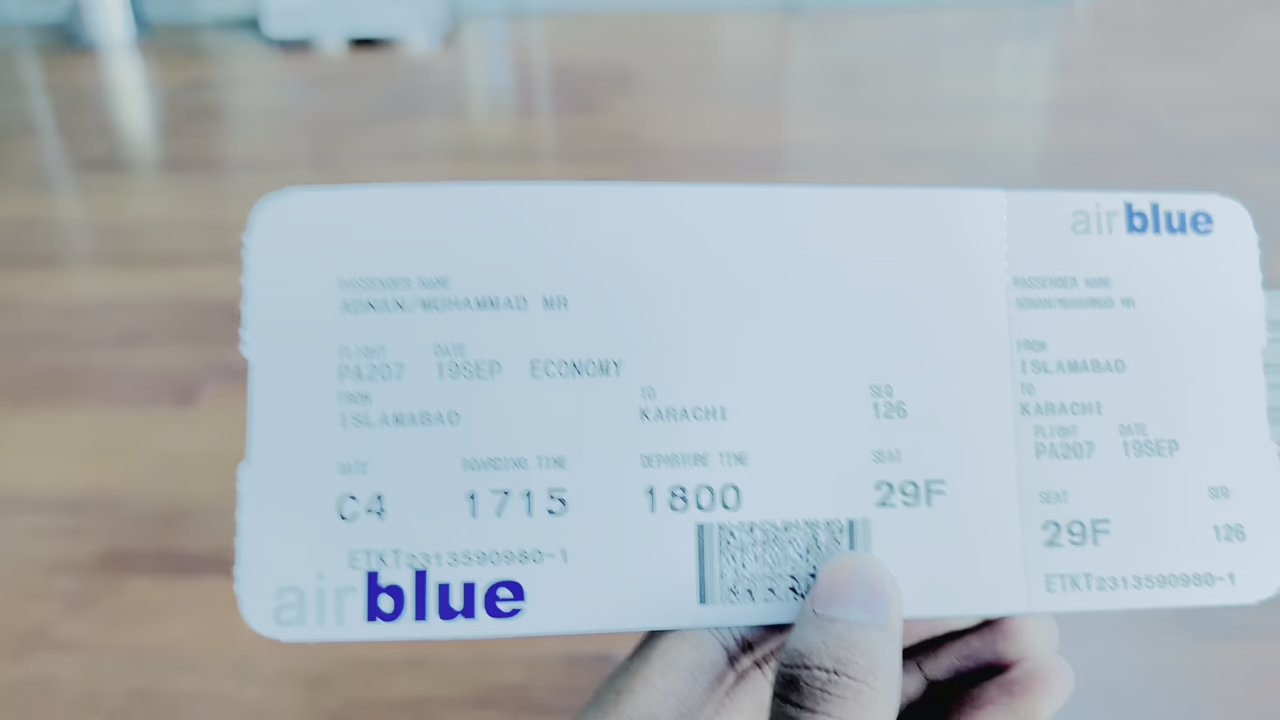 airblue
PASSENGER NAME
ADNAN/MUHAMMAD MR
FLIGHT DATE
PA207 19SEP ECONOMY
FROM TO SEQ
ISLAMABAD KARACHI 126
GATE BOARDING TIME DEPARTURE TIME SEAT
C4 1715 1800 29F
ETKT2313590980-1
airblue
PASSENGER NAME
ADNAN/MUHAMMAD MR
FROM
ISLAMABAD
TO
KARACHI
FLIGHT DATE
PA207 19SEP
SEAT SEQ
29F 126
ETKT2313590980-1